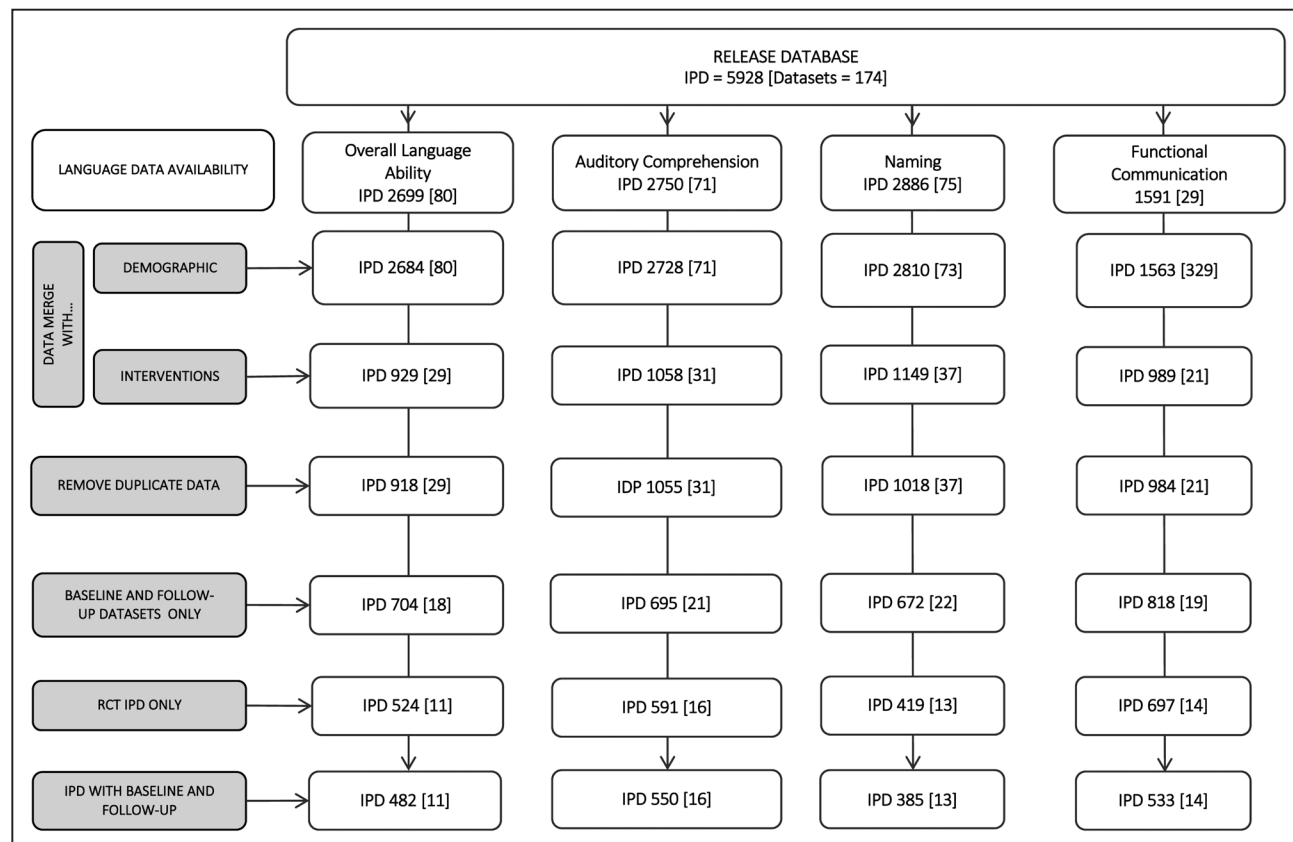 RELEASE DATABASE
IPD = 5928 [Datasets = 174]
LANGUAGE DATA AVAILABILITY
Overall Language
Ability
IPD 2699 [80]
Auditory Comprehension
IPD 2750 [71]
Naming
IPD 2886 [75]
Functional
Communication
1591 [29]
DATA MERGE
WITH...
DEMOGRAPHIC
IPD 2684 [80]
IPD 2728 [71]
IPD 2810 [73]
IPD 1563 [329]
INTERVENTIONS
IPD 929 [29]
IPD 1058 [31]
IPD 1149 [37]
IPD 989 [21]
REMOVE DUPLICATE DATA
IPD 918 [29]
IDP 1055 [31]
IPD 1018 [37]
IPD 984 [21]
BASELINE AND FOLLOW-
UP DATASETS ONLY
IPD 704 [18]
IPD 695 [21]
IPD 672 [22]
IPD 818 [19]
RCT IPD ONLY
IPD 524 [11]
IPD 591 [16]
IPD 419 [13]
IPD 697 [14]
IPD WITH BASELINE AND
FOLLOW-UP
IPD 482 [11]
IPD 550 [16]
IPD 385 [13]
IPD 533 [14]